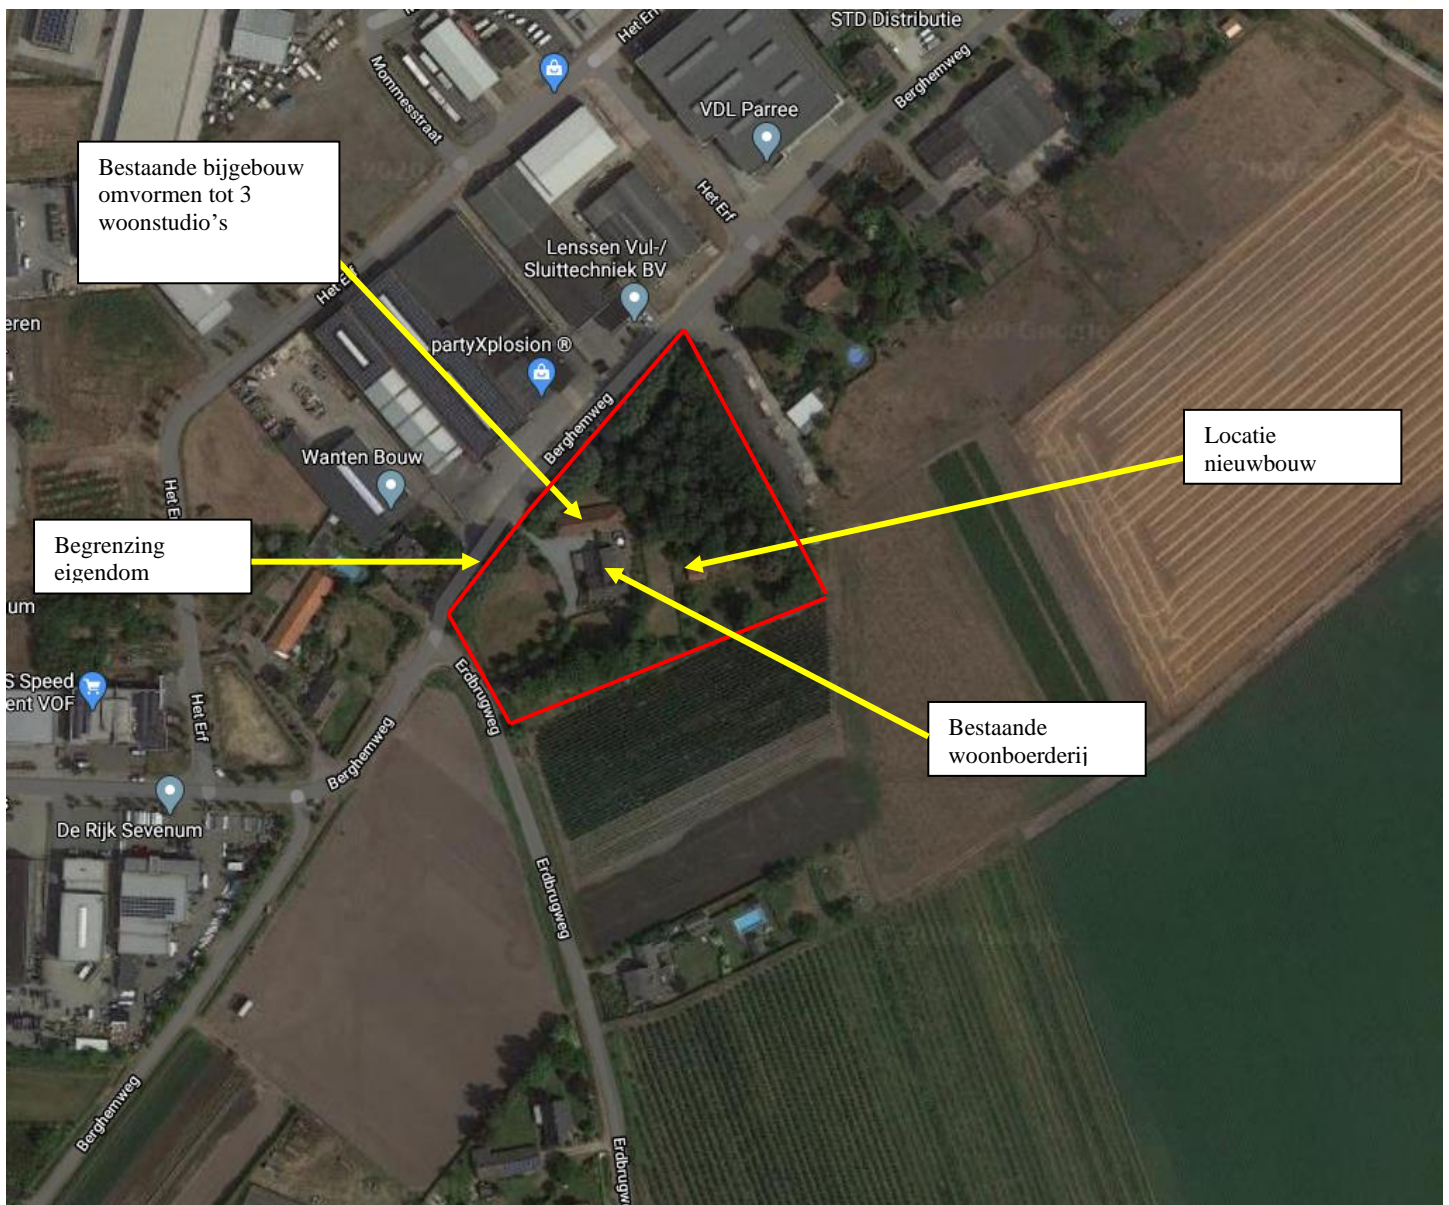 STD Distributie
Het Erf
Berghemweg
Mommesstraat
VDL Parree
Bestaande bijgebouw
omvormen tot 3
woonstudio’s
Het Erf
Lenssen Vul-/
Sluittechniek BV
Het Erf
eren
partyXplosion ®
Berghemweg
Locatie
nieuwbouw
Wanten Bouw
Het Erf
Begrenzing
eigendom
um
Erdbrugweg
S Speed
ent VOF
Het Erf
Berghemweg
Bestaande
woonboerderij
De Rijk Sevenum
Erdbrugweg
Berghemweg
Erdbrugw